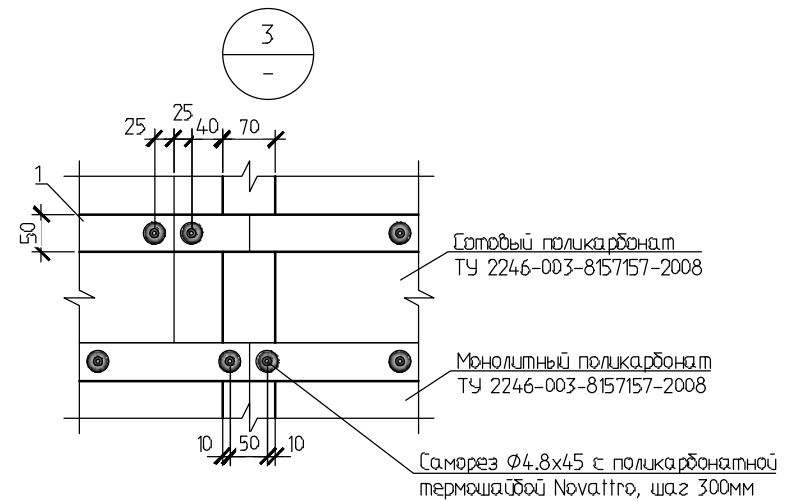 3
-
25
25
40
70
1
50
Сотовый поликарбонат
ТУ 2246-003-8157157-2008
Монолитный поликарбонат
ТУ 2246-003-8157157-2008
10
50
10
Саморез Ф4.8х45 с поликарбонатной
термошайбой Novattro, шаг 300мм